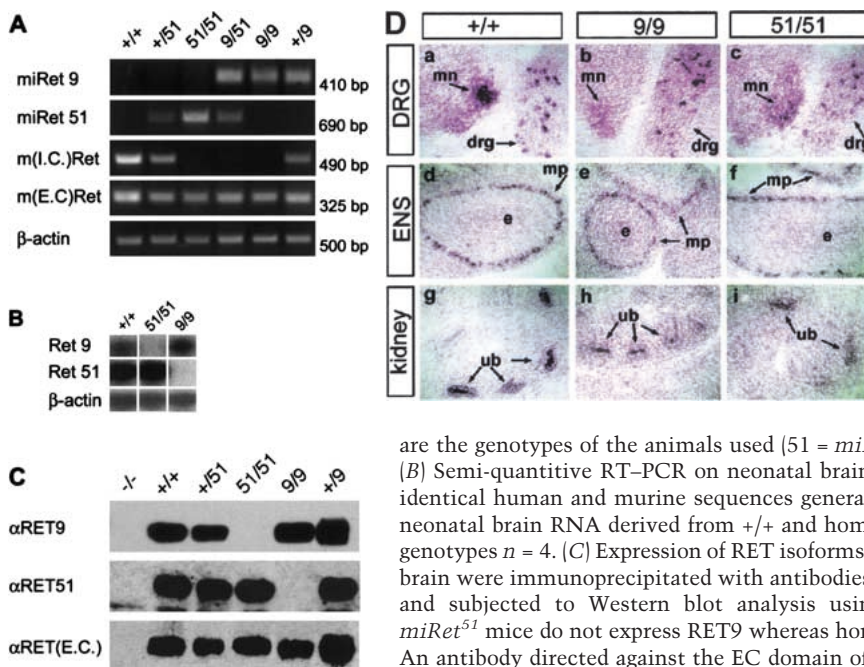 A
+/+ +/51 51/51 9/51 9/9 +/9
miRet 9 410 bp
miRet 51 690 bp
m(I.C.)Ret 490 bp
m(E.C)Ret 325 bp
β-actin 500 bp
B
+/+ 51/51 9/9
Ret 9
Ret 51
β-actin
C
-/- +/+ +/51 51/51 9/9 +/9
αRET9
αRET51
αRET(E.C.)
D
+/+ 9/9 51/51
DRG
a b c
mn mn mn
drg drg drg
ENS
d e f
mp mp mp
e e e
kidney
g h i
ub ub ub
are the genotypes of the animals used (51 = mi
(B) Semi-quantitive RT–PCR on neonatal brain
identical human and murine sequences genera
neonatal brain RNA derived from +/+ and hom
genotypes n = 4. (C) Expression of RET isoforms
brain were immunoprecipitated with antibodies
and subjected to Western blot analysis usin
miRet51 mice do not express RET9 whereas hor
An antibody directed against the EC domain of